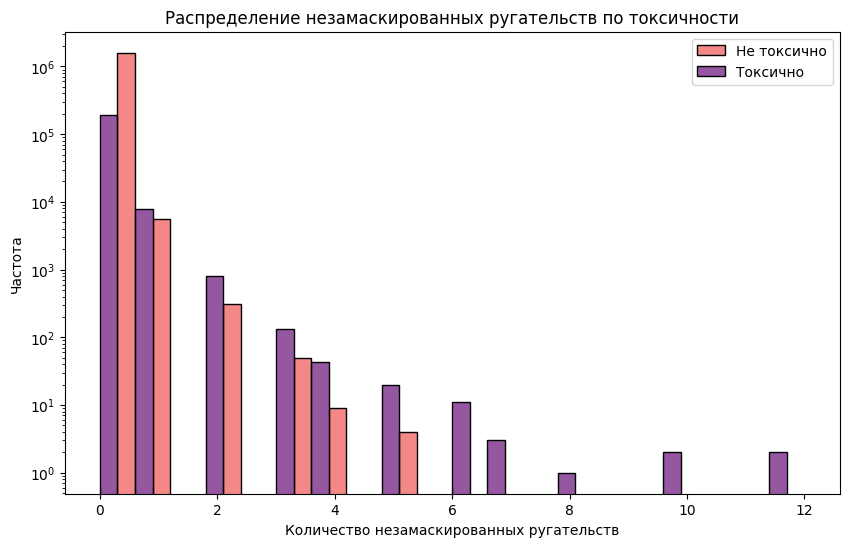 Распределение незамаскированных ругательств по токсичности
Не токсично
Токсично
Частота
10^6
10^5
10^4
10^3
10^2
10^1
10^0
0 2 4 6 8 10 12
Количество незамаскированных ругательств